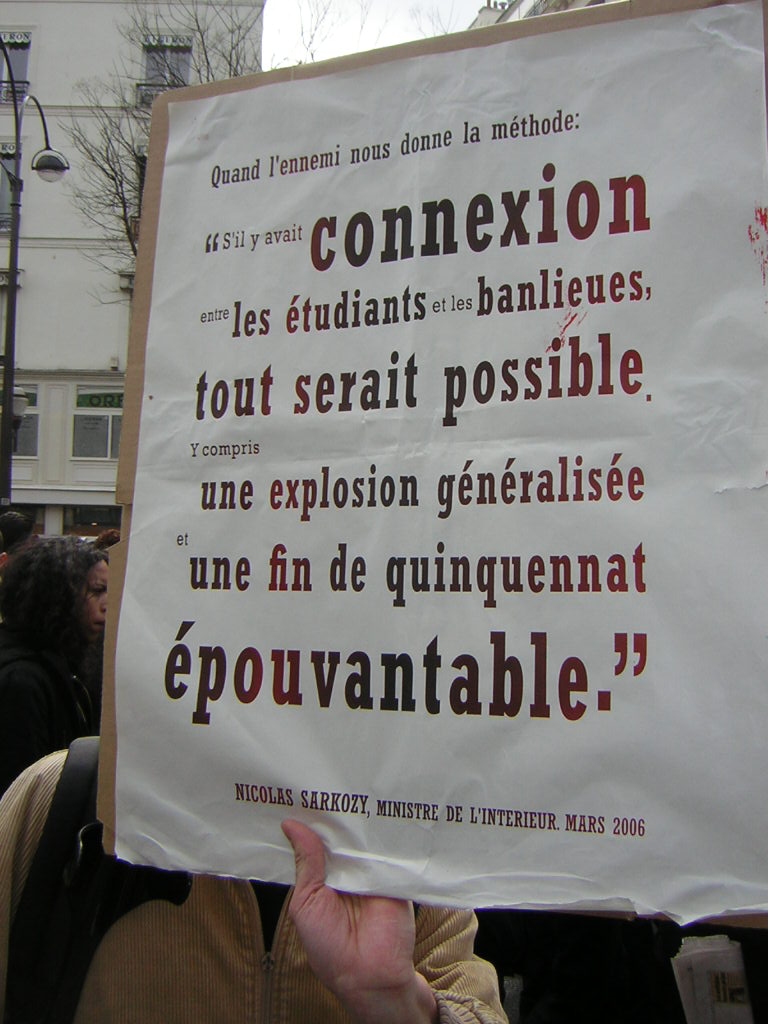 Quand l'ennemi nous donne la méthode:
“S'il y avait connexion
entre les étudiants et les banlieues,
tout serait possible.
Y compris
une explosion généralisée
et
une fin de quinquennat
épouvantable.”
NICOLAS SARKOZY, MINISTRE DE L'INTERIEUR. MARS 2006